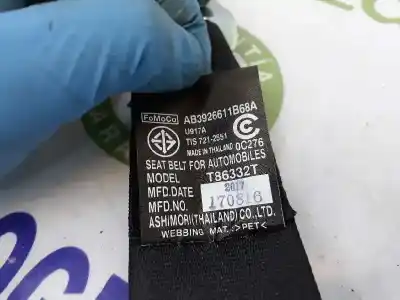 FoMoCo AB3926611B68A
U917A
TIS 721-2551
MADE IN THAILAND 0C276
SEAT BELT FOR AUTOMOBILES
MODEL T86332T
MFD.DATE 2017
MFD.NO. 170816
ASHIMORI(THAILAND) CO.,LTD.
WEBBING MAT. >PET<